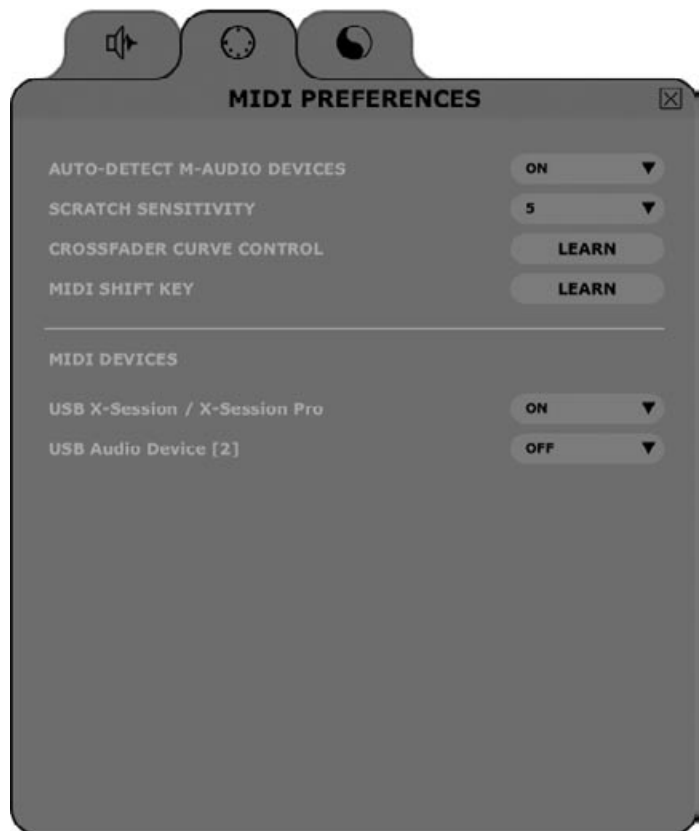 MIDI PREFERENCES
AUTO-DETECT M-AUDIO DEVICES ON
SCRATCH SENSITIVITY 5
CROSSFADER CURVE CONTROL LEARN
MIDI SHIFT KEY LEARN
MIDI DEVICES
USB X-Session / X-Session Pro ON
USB Audio Device [2] OFF